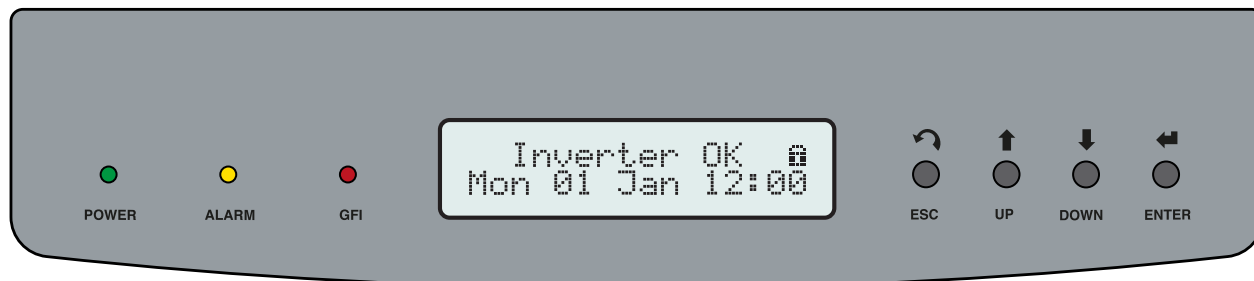 Inverter OK
Mon 01 Jan 12:00
POWER
ALARM
GFI
ESC
UP
DOWN
ENTER